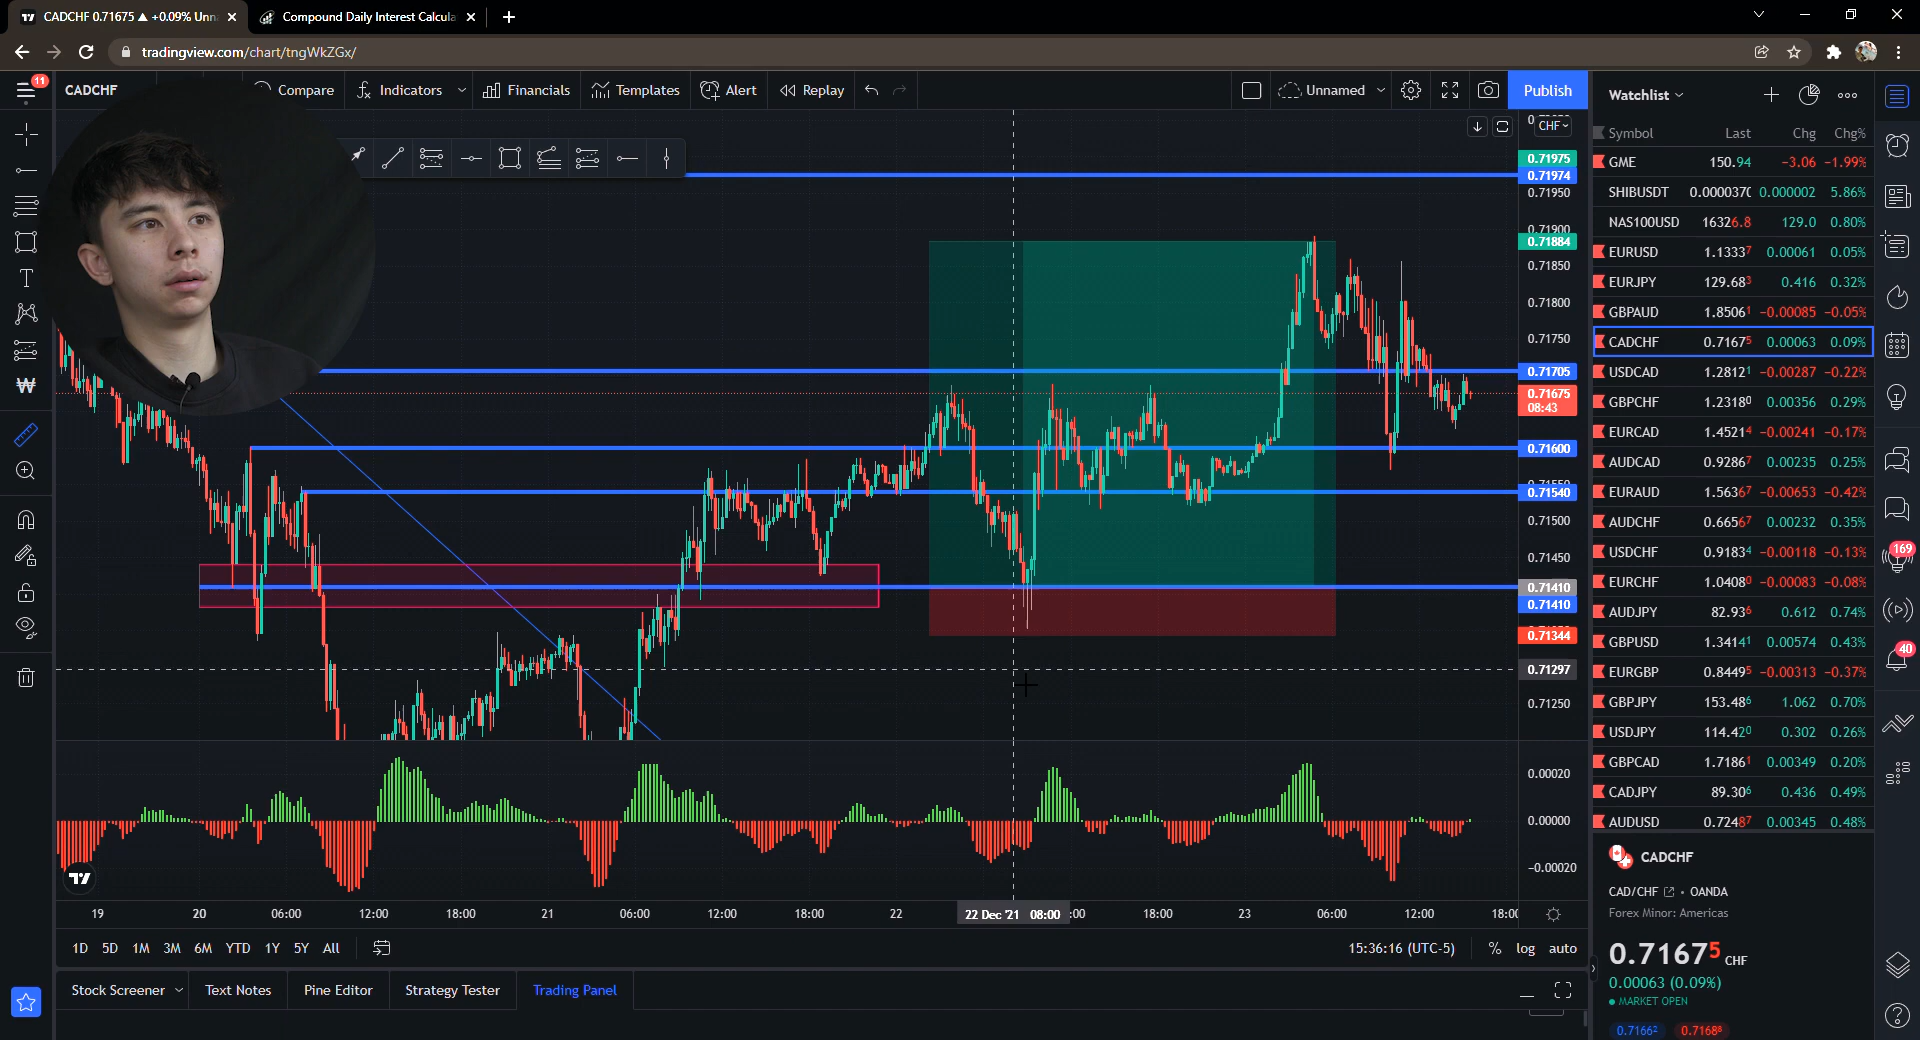 CADCHF 0.71675 ▲ +0.09% Unn
Compound Daily Interest Calcula
tradingview.com/chart/tngWkZGx/
11
CADCHF
Compare
Indicators
Financials
Templates
Alert
Replay
Unnamed
Publish
CHF
0.71975
0.71974
0.71950
0.71900
0.71884
0.71850
0.71800
0.71750
0.71705
0.71675
08:43
0.71600
0.71540
0.71500
0.71450
0.71410
0.71410
0.71344
0.71297
0.71250
0.00020
0.00000
−0.00020
19 20 06:00 12:00 18:00 21 06:00 12:00 18:00 22 22 Dec '21 08:00 :00 18:00 23 06:00 12:00 18:00
1D 5D 1M 3M 6M YTD 1Y 5Y All
15:36:16 (UTC-5) % log auto
Stock Screener Text Notes Pine Editor Strategy Tester Trading Panel
Watchlist
Symbol Last Chg Chg%
GME 150.94 −3.06 −1.99%
SHIBUSDT 0.0000370 0.000002 5.86%
NAS100USD 16326.8 129.0 0.80%
EURUSD 1.13337 0.00061 0.05%
EURJPY 129.683 0.416 0.32%
GBPAUD 1.85061 −0.00085 −0.05%
CADCHF 0.71675 0.00063 0.09%
USDCAD 1.28121 −0.00287 −0.22%
GBPCHF 1.23180 0.00356 0.29%
EURCAD 1.45214 −0.00241 −0.17%
AUDCAD 0.92867 0.00235 0.25%
EURAUD 1.56367 −0.00653 −0.42%
AUDCHF 0.66567 0.00232 0.35%
USDCHF 0.91834 −0.00118 −0.13%
EURCHF 1.04080 −0.00083 −0.08%
AUDJPY 82.936 0.612 0.74%
GBPUSD 1.34141 0.00574 0.43%
EURGBP 0.84495 −0.00313 −0.37%
GBPJPY 153.486 1.062 0.70%
USDJPY 114.420 0.302 0.26%
GBPCAD 1.71861 0.00349 0.20%
CADJPY 89.306 0.436 0.49%
AUDUSD 0.72487 0.00345 0.48%
CADCHF
CAD/CHF • OANDA
Forex Minor: Americas
0.71675 CHF
0.00063 (0.09%)
MARKET OPEN
0.71662 0.71688
169
40